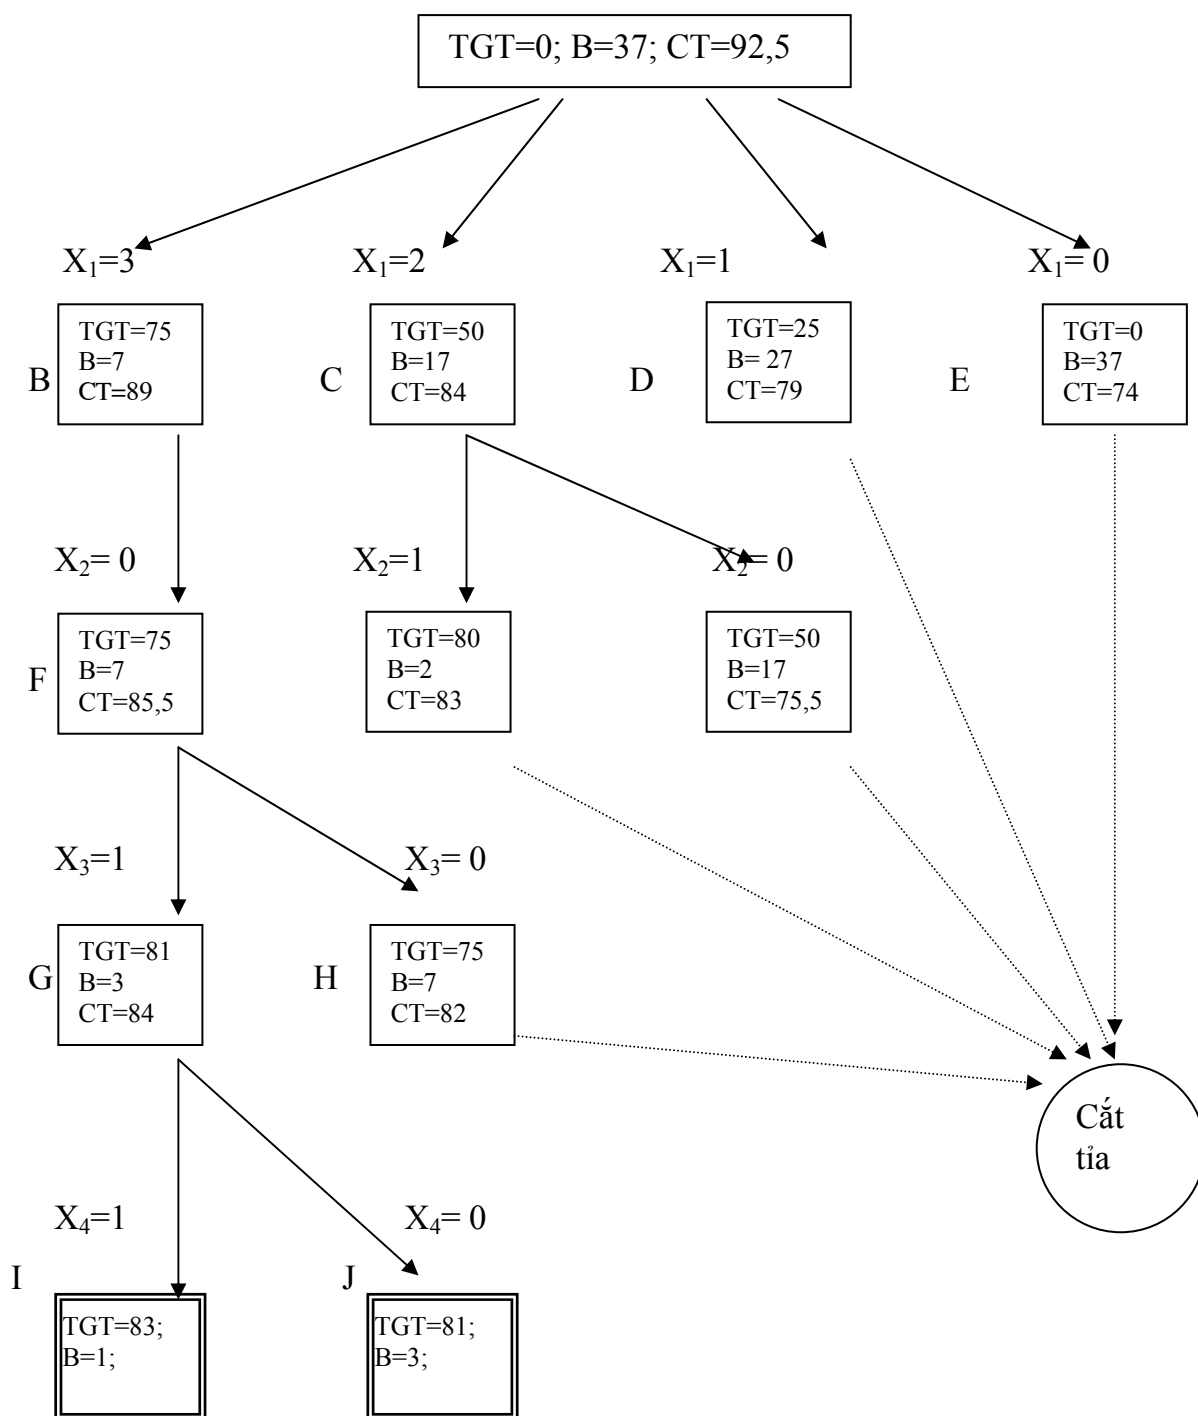 TGT=0; B=37; CT=92,5
X₁=3
X₁=2
X₁=1
X₁= 0
B
TGT=75
B=7
CT=89
C
TGT=50
B=17
CT=84
D
TGT=25
B= 27
CT=79
E
TGT=0
B=37
CT=74
X₂= 0
X₂=1
X₂= 0
F
TGT=75
B=7
CT=85,5
TGT=80
B=2
CT=83
TGT=50
B=17
CT=75,5
X₃=1
X₃= 0
G
TGT=81
B=3
CT=84
H
TGT=75
B=7
CT=82
Cắt
tỉa
X₄=1
X₄= 0
I
TGT=83;
B=1;
J
TGT=81;
B=3;